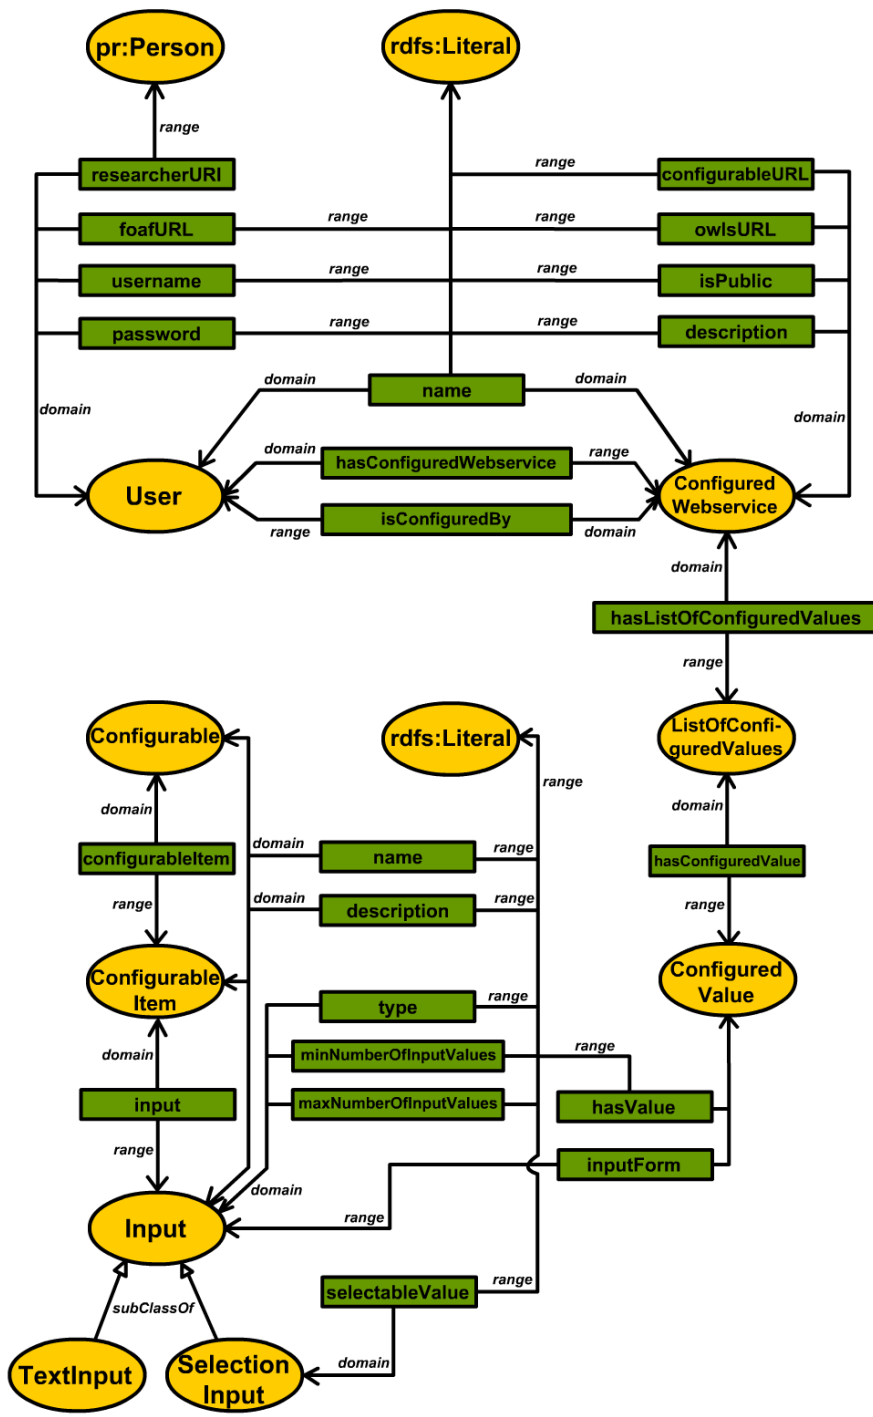 pr:Person
rdfs:Literal
range
researcherURI
range
configurableURL
foafURL
range
range
owlsURL
username
range
range
isPublic
password
range
range
description
domain
name
domain
domain
domain
domain
hasConfiguredWebservice
range
User
Configured
Webservice
range
isConfiguredBy
domain
domain
hasListOfConfiguredValues
range
Configurable
rdfs:Literal
ListOfConfi-
guredValues
range
domain
domain
configurableItem
domain
name
range
hasConfiguredValue
range
domain
description
range
range
Configurable
Item
Configured
Value
type
range
domain
minNumberOfInputValues
range
input
maxNumberOfInputValues
hasValue
range
domain
inputForm
Input
range
selectableValue
range
subClassOf
TextInput
Selection
Input
domain